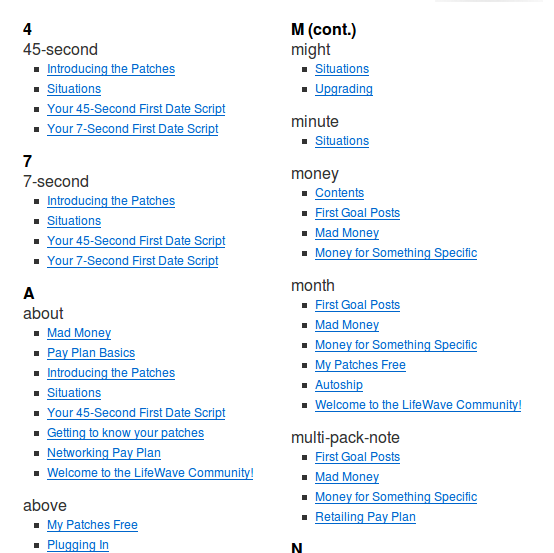 4
45-second
Introducing the Patches
Situations
Your 45-Second First Date Script
Your 7-Second First Date Script
7
7-second
Introducing the Patches
Situations
Your 45-Second First Date Script
Your 7-Second First Date Script
A
about
Mad Money
Pay Plan Basics
Introducing the Patches
Situations
Your 45-Second First Date Script
Getting to know your patches
Networking Pay Plan
Welcome to the LifeWave Community!
above
My Patches Free
Plugging In
M (cont.)
might
Situations
Upgrading
minute
Situations
money
Contents
First Goal Posts
Mad Money
Money for Something Specific
month
First Goal Posts
Mad Money
Money for Something Specific
My Patches Free
Autoship
Welcome to the LifeWave Community!
multi-pack-note
First Goal Posts
Mad Money
Money for Something Specific
Retailing Pay Plan
N